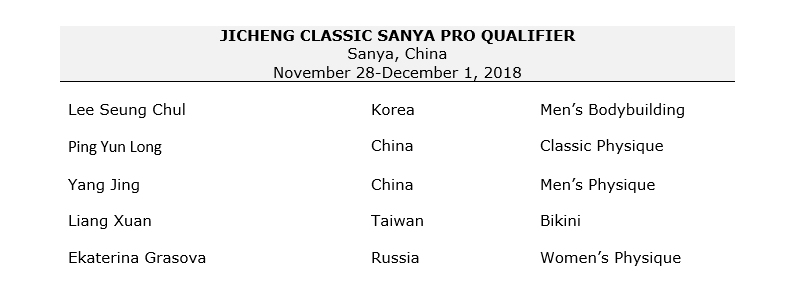 JICHENG CLASSIC SANYA PRO QUALIFIER
Sanya, China
November 28-December 1, 2018
Lee Seung Chul Korea Men’s Bodybuilding
Ping Yun Long China Classic Physique
Yang Jing China Men’s Physique
Liang Xuan Taiwan Bikini
Ekaterina Grasova Russia Women’s Physique